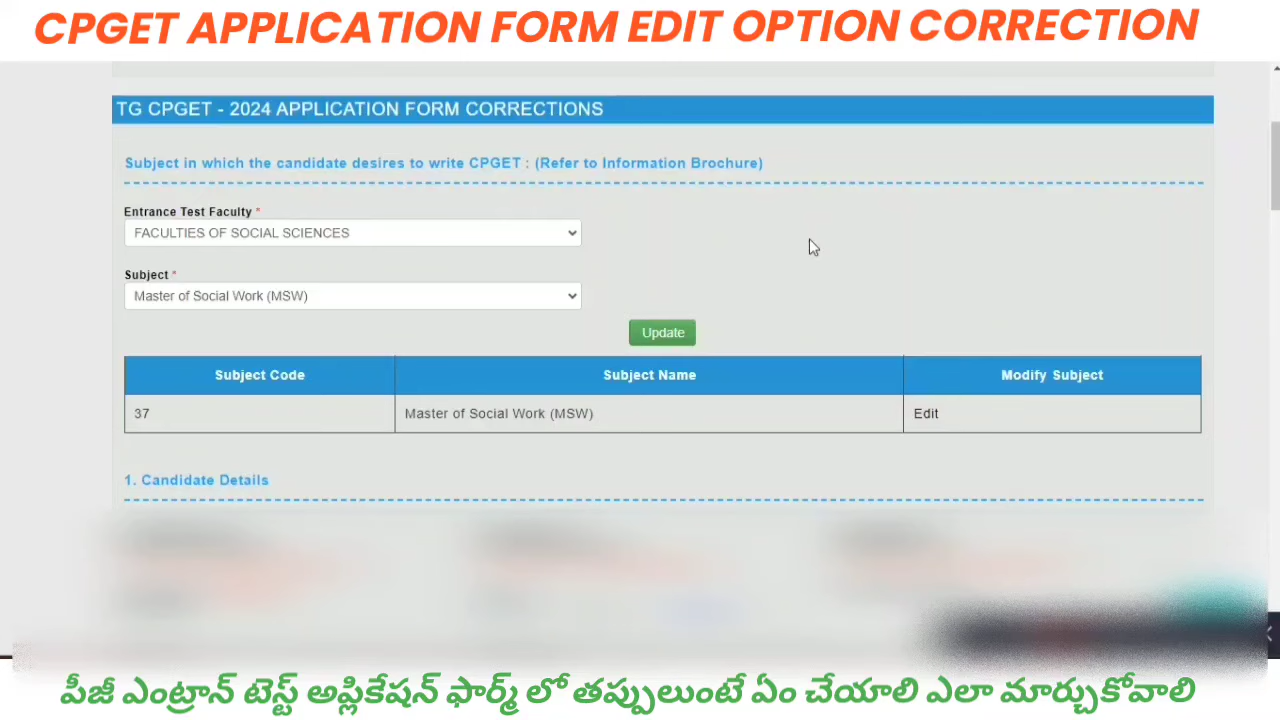 CPGET APPLICATION FORM EDIT OPTION CORRECTION
TG CPGET - 2024 APPLICATION FORM CORRECTIONS
Subject in which the candidate desires to write CPGET : (Refer to Information Brochure)
Entrance Test Faculty *
FACULTIES OF SOCIAL SCIENCES
Subject *
Master of Social Work (MSW)
Update
Subject Code Subject Name Modify Subject
37 Master of Social Work (MSW) Edit
1. Candidate Details
పీజీ ఎంట్రాన్ టెస్ట్ అప్లికేషన్ ఫార్మ్ లో తప్పులుంటే ఏం చేయాలి ఎలా మార్చుకోవాలి